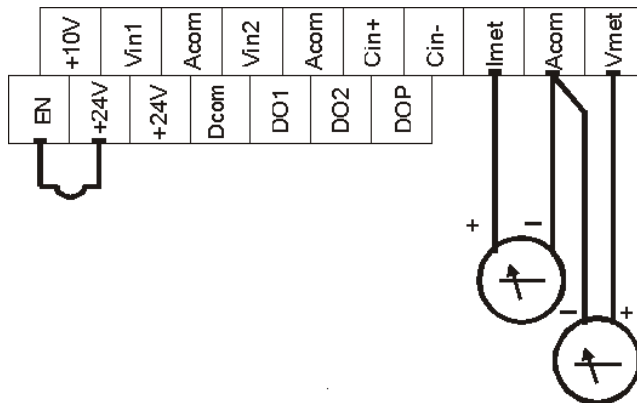 +10V Vin1 Acom Vin2 Acom Cin+ Cin- Imet Acom Vmet
EN +24V +24V Dcom DO1 DO2 DOP
+ −
− +